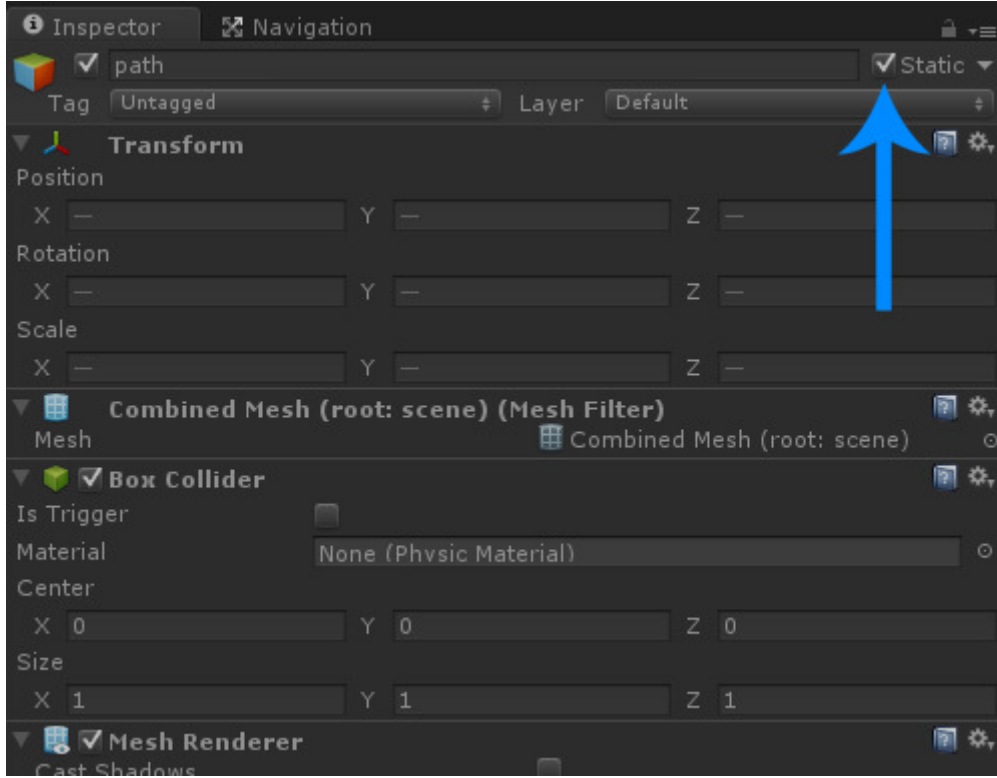 Inspector Navigation
path Static
Tag Untagged Layer Default
Transform
Position
X — Y — Z —
Rotation
X — Y — Z —
Scale
X — Y — Z —
Combined Mesh (root: scene) (Mesh Filter)
Mesh Combined Mesh (root: scene)
Box Collider
Is Trigger
Material None (Physic Material)
Center
X 0 Y 0 Z 0
Size
X 1 Y 1 Z 1
Mesh Renderer
Cast Shadows